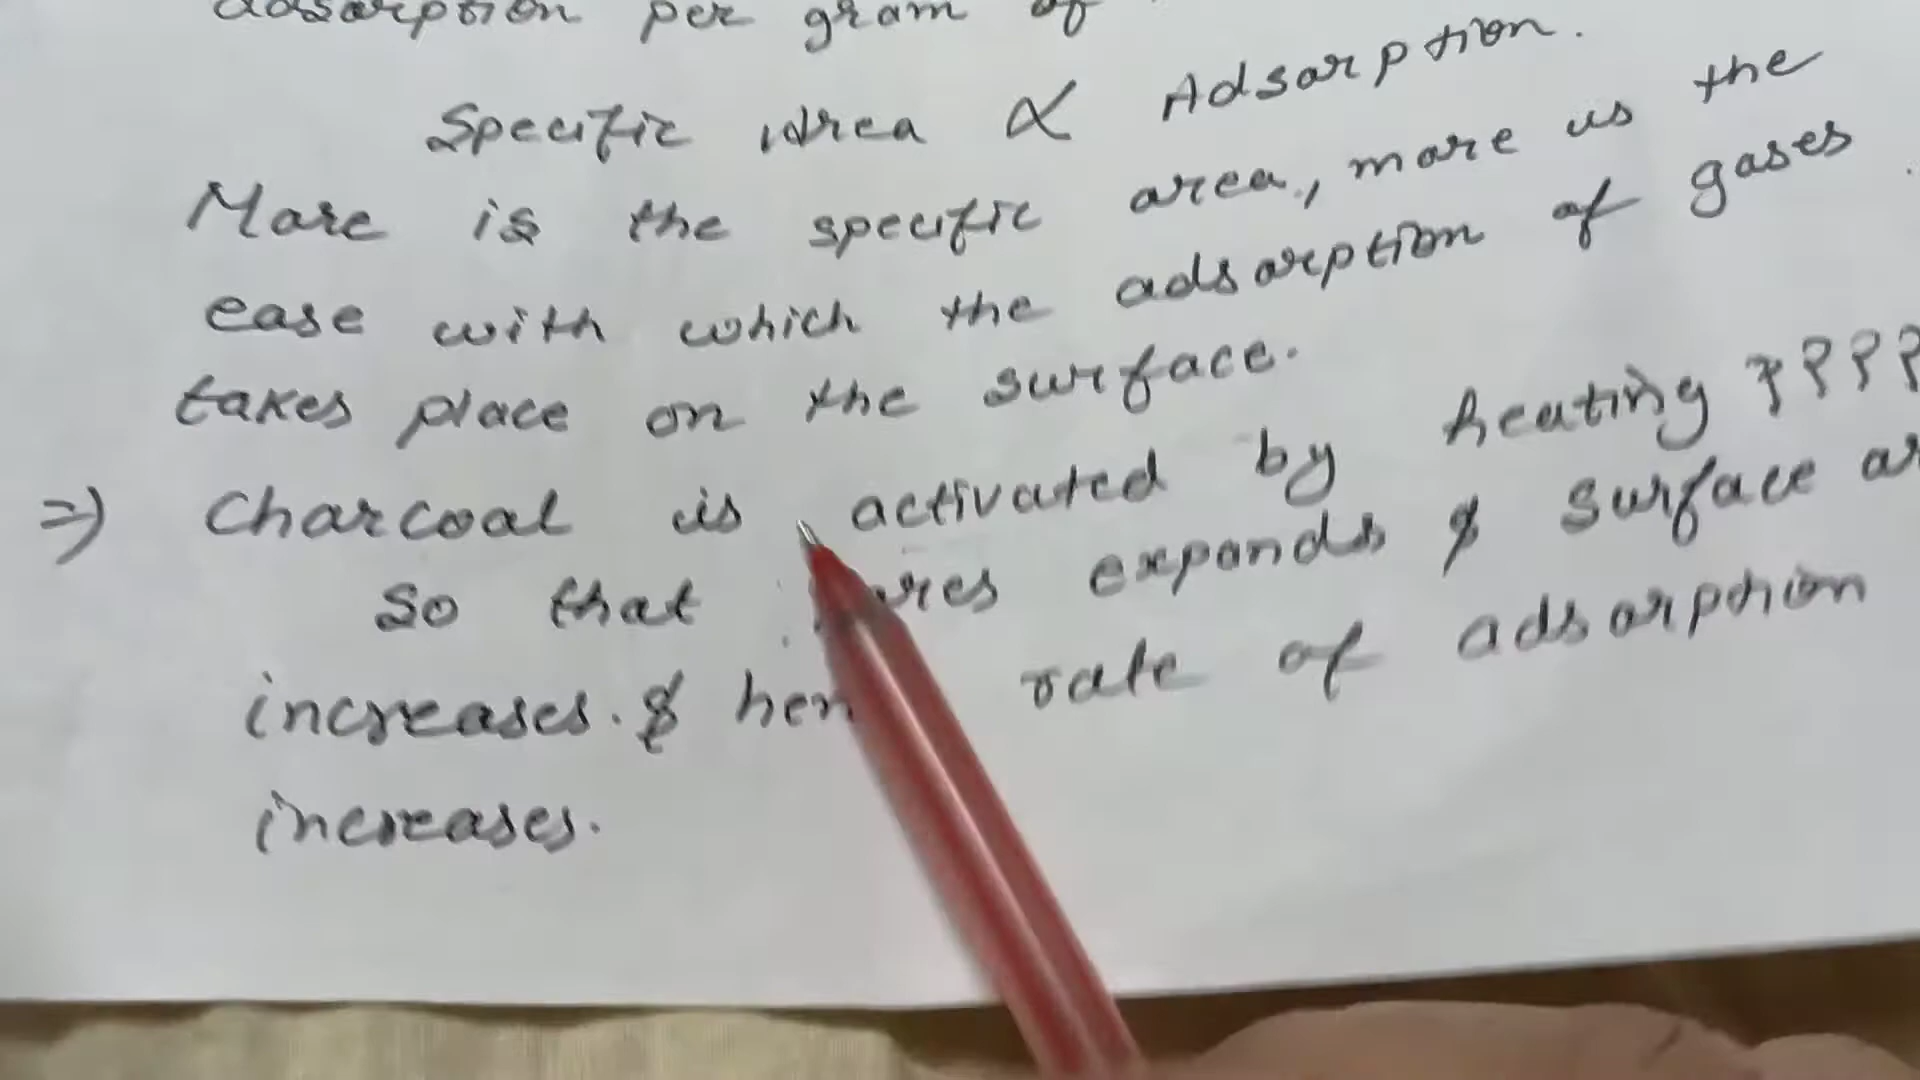 adsorption per gram of
Specific Area ∝ Adsorption.
More is the specific area, more is the
ease with which the adsorption of gases
takes place on the surface.
⇒ Charcoal is activated by heating ????
So that expands & surface
increases. & rate of adsorption
increases.